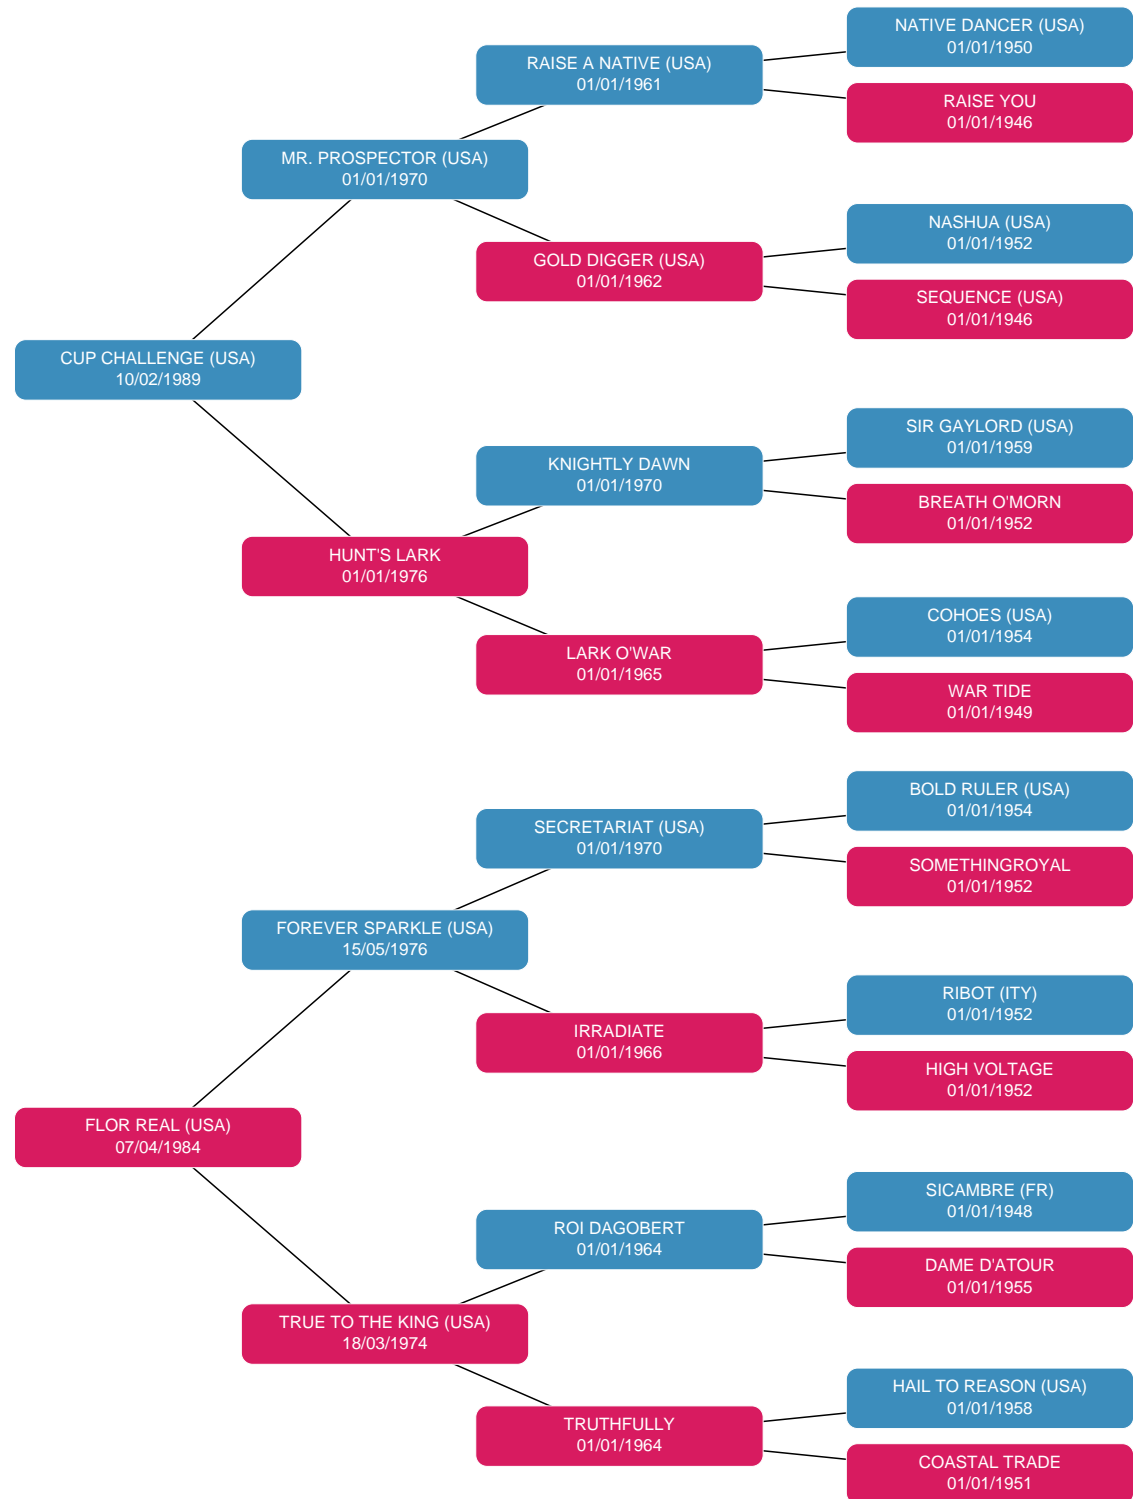 NATIVE DANCER (USA)
01/01/1950
RAISE A NATIVE (USA)
01/01/1961
RAISE YOU
01/01/1946
MR. PROSPECTOR (USA)
01/01/1970
NASHUA (USA)
01/01/1952
GOLD DIGGER (USA)
01/01/1962
SEQUENCE (USA)
01/01/1946
CUP CHALLENGE (USA)
10/02/1989
SIR GAYLORD (USA)
01/01/1959
KNIGHTLY DAWN
01/01/1970
BREATH O'MORN
01/01/1952
HUNT'S LARK
01/01/1976
COHOES (USA)
01/01/1954
LARK O'WAR
01/01/1965
WAR TIDE
01/01/1949
BOLD RULER (USA)
01/01/1954
SECRETARIAT (USA)
01/01/1970
SOMETHINGROYAL
01/01/1952
FOREVER SPARKLE (USA)
15/05/1976
RIBOT (ITY)
01/01/1952
IRRADIATE
01/01/1966
HIGH VOLTAGE
01/01/1952
FLOR REAL (USA)
07/04/1984
SICAMBRE (FR)
01/01/1948
ROI DAGOBERT
01/01/1964
DAME D'ATOUR
01/01/1955
TRUE TO THE KING (USA)
18/03/1974
HAIL TO REASON (USA)
01/01/1958
TRUTHFULLY
01/01/1964
COASTAL TRADE
01/01/1951